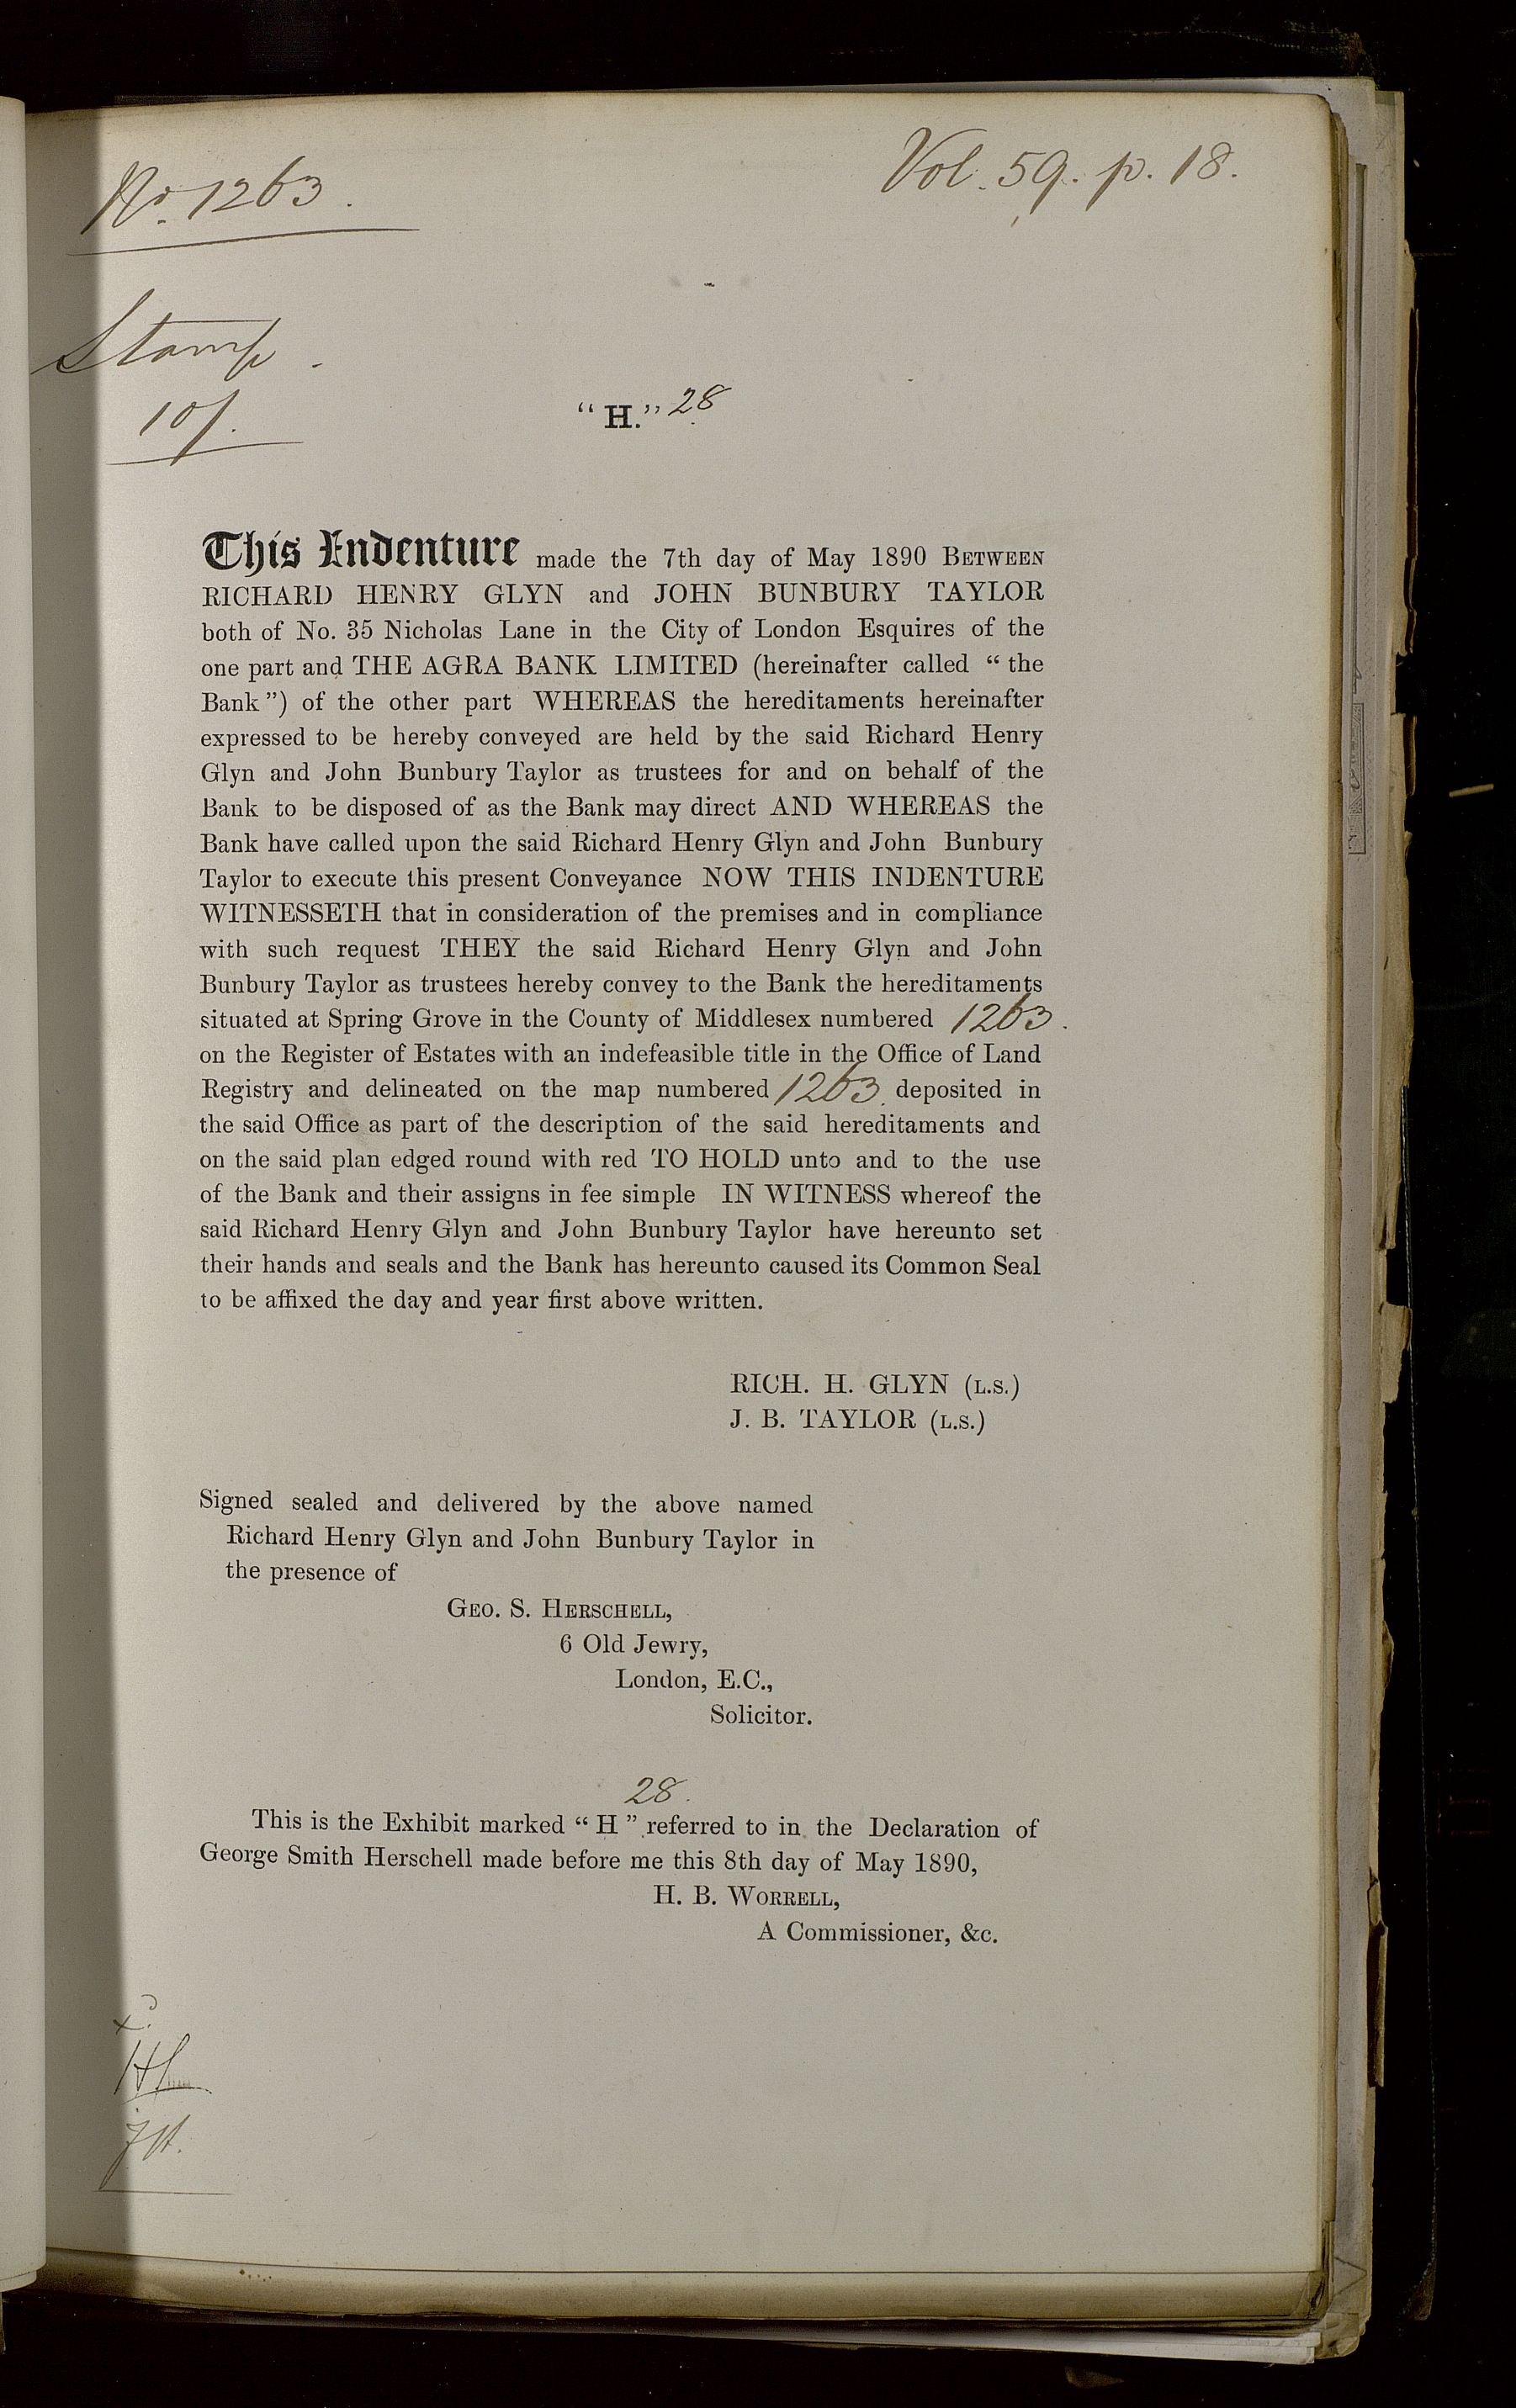 No. 1263.
Vol. 59. p. 18.
Stamp.
10/.
"H." 28
This Indenture made the 7th day of May 1890 BETWEEN
RICHARD HENRY GLYN and JOHN BUNBURY TAYLOR
both of No. 35 Nicholas Lane in the City of London Esquires of the
one part and THE AGRA BANK LIMITED (hereinafter called "the
Bank") of the other part WHEREAS the hereditaments hereinafter
expressed to be hereby conveyed are held by the said Richard Henry
Glyn and John Bunbury Taylor as trustees for and on behalf of the
Bank to be disposed of as the Bank may direct AND WHEREAS the
Bank have called upon the said Richard Henry Glyn and John Bunbury
Taylor to execute this present Conveyance NOW THIS INDENTURE
WITNESSETH that in consideration of the premises and in compliance
with such request THEY the said Richard Henry Glyn and John
Bunbury Taylor as trustees hereby convey to the Bank the hereditaments
situated at Spring Grove in the County of Middlesex numbered 1263.
on the Register of Estates with an indefeasible title in the Office of Land
Registry and delineated on the map numbered 1263. deposited in
the said Office as part of the description of the said hereditaments and
on the said plan edged round with red TO HOLD unto and to the use
of the Bank and their assigns in fee simple IN WITNESS whereof the
said Richard Henry Glyn and John Bunbury Taylor have hereunto set
their hands and seals and the Bank has hereunto caused its Common Seal
to be affixed the day and year first above written.
RICH. H. GLYN (L.S.)
J. B. TAYLOR (L.S.)
Signed sealed and delivered by the above named
Richard Henry Glyn and John Bunbury Taylor in
the presence of
GEO. S. HERSCHELL,
6 Old Jewry,
London, E.C.,
Solicitor.
28.
This is the Exhibit marked "H" referred to in the Declaration of
George Smith Herschell made before me this 8th day of May 1890,
H. B. WORRELL,
A Commissioner, &c.